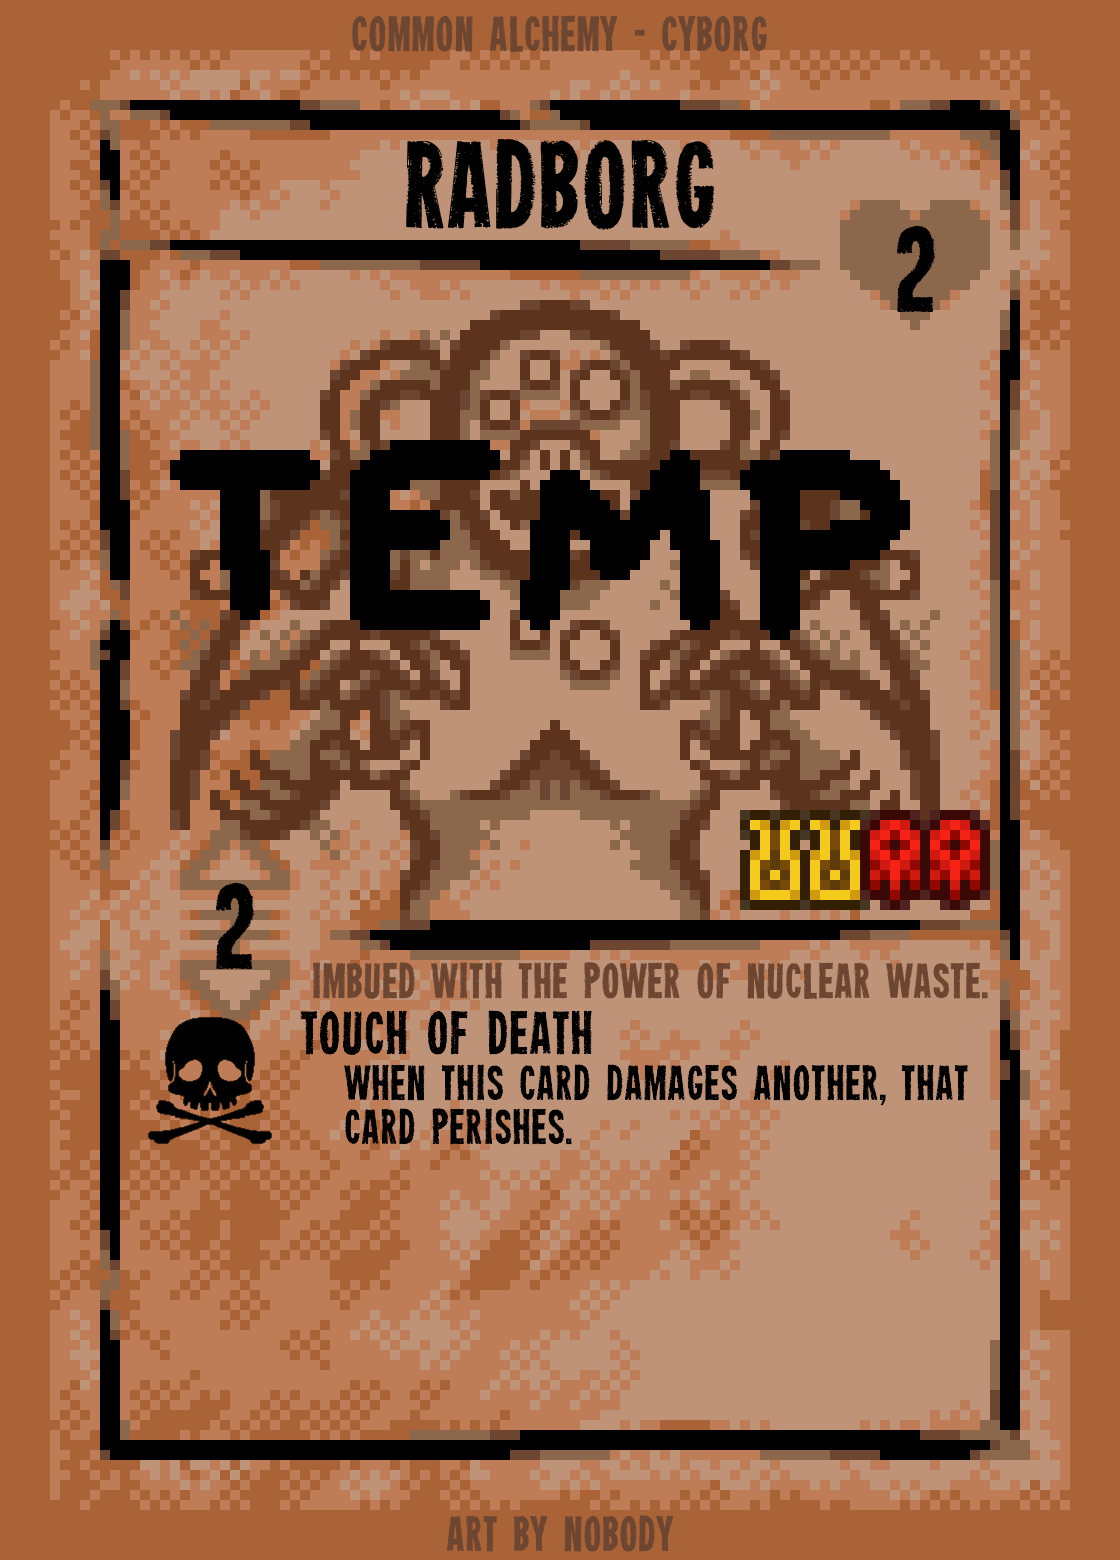 COMMON ALCHEMY - CYBORG
RADBORG
2
TEMP
2
IMBUED WITH THE POWER OF NUCLEAR WASTE.
TOUCH OF DEATH
WHEN THIS CARD DAMAGES ANOTHER, THAT
CARD PERISHES.
ART BY NOBODY